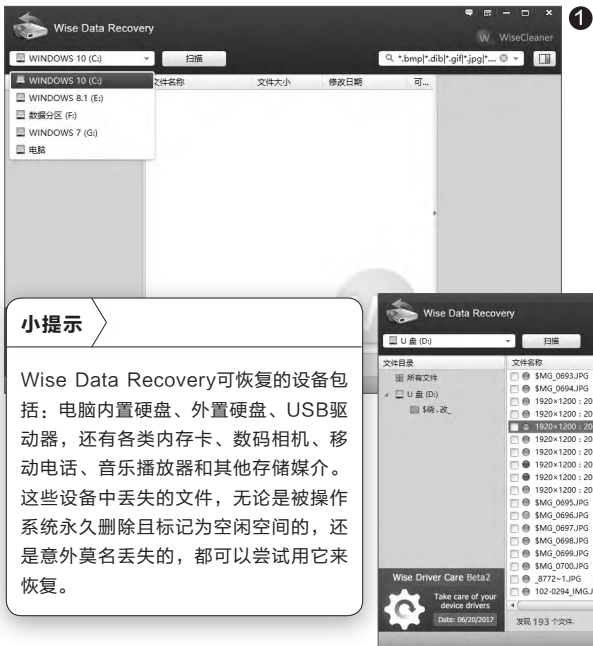 Wise Data Recovery
❶
W WiseCleaner
WINDOWS 10 (C:) 扫描 *.bmp|*.dib|*.gif|*.jpg|*....
WINDOWS 10 (C:) 文件名称 文件大小 修改日期 可...
WINDOWS 8.1 (E:)
数据分区 (F:)
WINDOWS 7 (G:)
电脑
小提示
Wise Data Recovery可恢复的设备包
括：电脑内置硬盘、外置硬盘、USB驱
动器，还有各类内存卡、数码相机、移
动电话、音乐播放器和其他存储媒介。
这些设备中丢失的文件，无论是被操作
系统永久删除且标记为空闲空间的，还
是意外莫名丢失的，都可以尝试用它来
恢复。
Wise Data Recovery
U 盘 (D:) 扫描
文件目录 文件名称
所有文件
U 盘 (D:)
$SMG_0693.JPG
$MG_0694.JPG
1920×1200 : 20
1920×1200 : 20
1920×1200 : 20
1920×1200 : 20
1920×1200 : 20
1920×1200 : 20
1920×1200 : 20
$MG_0695.JPG
$MG_0696.JPG
$MG_0697.JPG
$MG_0698.JPG
$MG_0699.JPG
$MG_0700.JPG
_8772~1.JPG
102-0294_IMG.J
Wise Driver Care Beta2
Take care of your
device drivers
Date: 06/20/2017
发现 193 个文件.